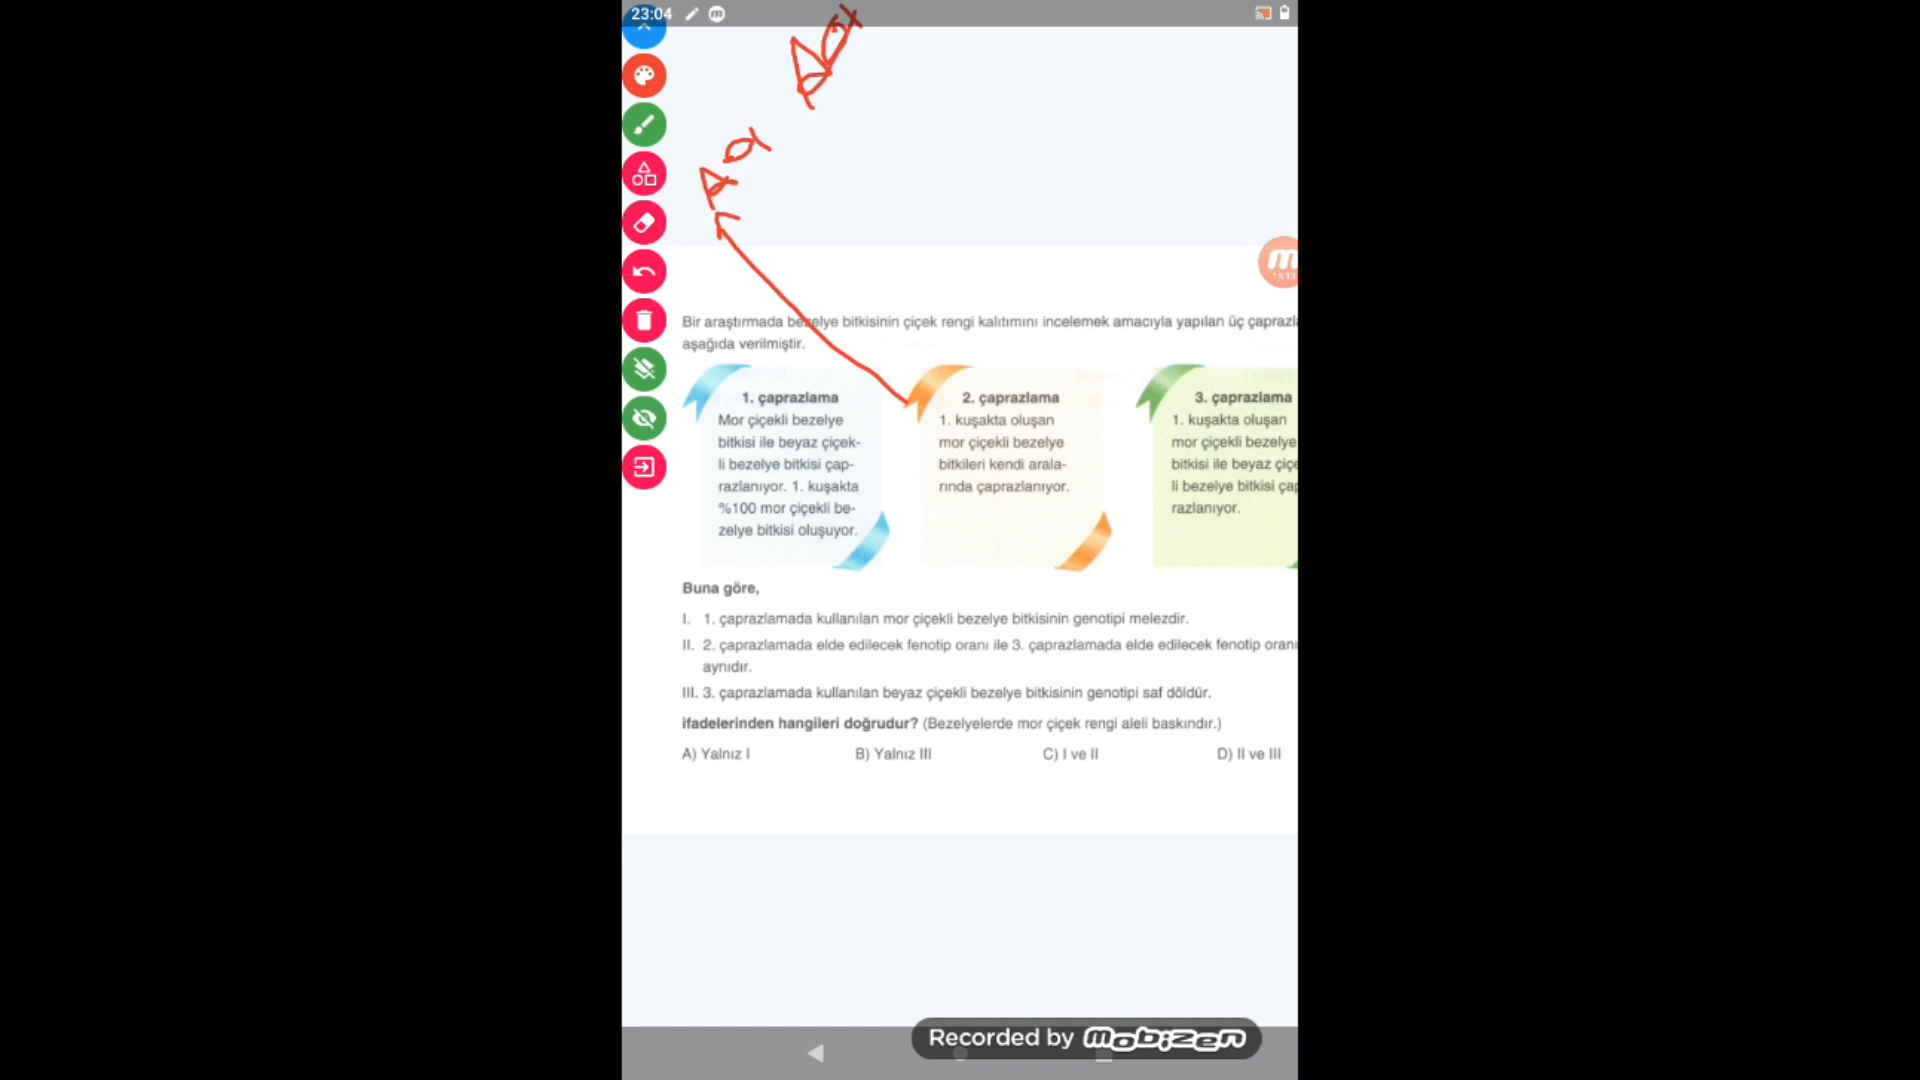 23:04
A a
Aa
15:13
Bir araştırmada bezelye bitkisinin çiçek rengi kalıtımını incelemek amacıyla yapılan üç çaprazla
aşağıda verilmiştir.
1. çaprazlama
Mor çiçekli bezelye
bitkisi ile beyaz çiçek-
li bezelye bitkisi çap-
razlanıyor. 1. kuşakta
%100 mor çiçekli be-
zelye bitkisi oluşuyor.
2. çaprazlama
1. kuşakta oluşan
mor çiçekli bezelye
bitkileri kendi arala-
rında çaprazlanıyor.
3. çaprazlama
1. kuşakta oluşan
mor çiçekli bezelye
bitkisi ile beyaz çiçe
li bezelye bitkisi çap
razlanıyor.
Buna göre,
I. 1. çaprazlamada kullanılan mor çiçekli bezelye bitkisinin genotipi melezdir.
II. 2. çaprazlamada elde edilecek fenotip oranı ile 3. çaprazlamada elde edilecek fenotip oranı
aynıdır.
III. 3. çaprazlamada kullanılan beyaz çiçekli bezelye bitkisinin genotipi saf döldür.
ifadelerinden hangileri doğrudur? (Bezelyelerde mor çiçek rengi aleli baskındır.)
A) Yalnız I B) Yalnız III C) I ve II D) II ve III
Recorded by mobizen